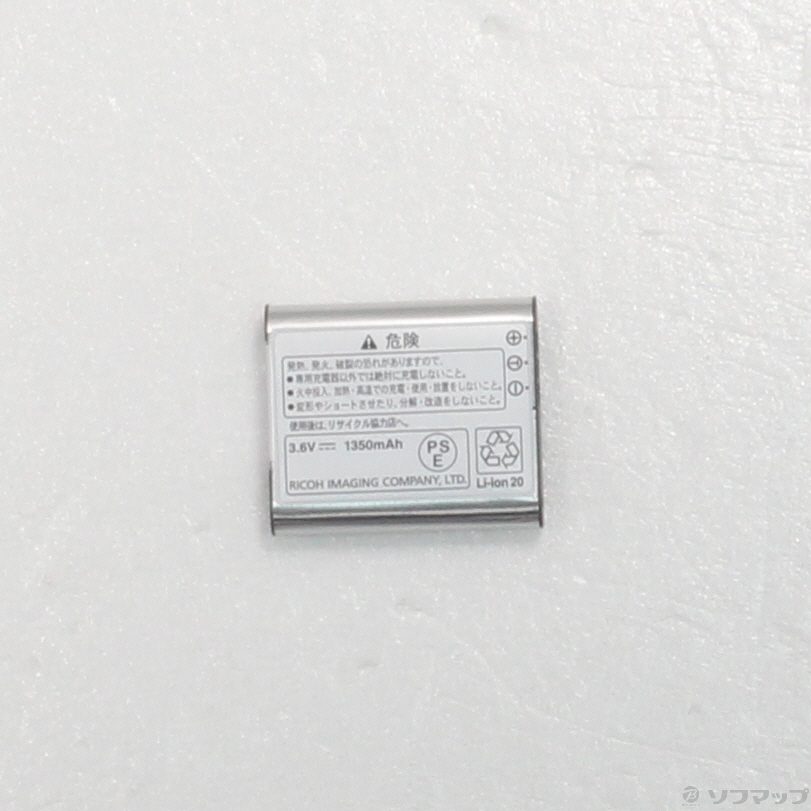 危険
発熱、発火、破裂の恐れがありますので、
●専用充電器以外では絶対に充電しないこと。
●火中投入、加熱・高温での充電・使用・放置をしないこと。
●変形やショートさせたり、分解・改造をしないこと。
使用後は、リサイクル協力店へ。
3.6V 1350mAh
PS
E
RICOH IMAGING COMPANY, LTD.
Li-ion 20
ソフマップ